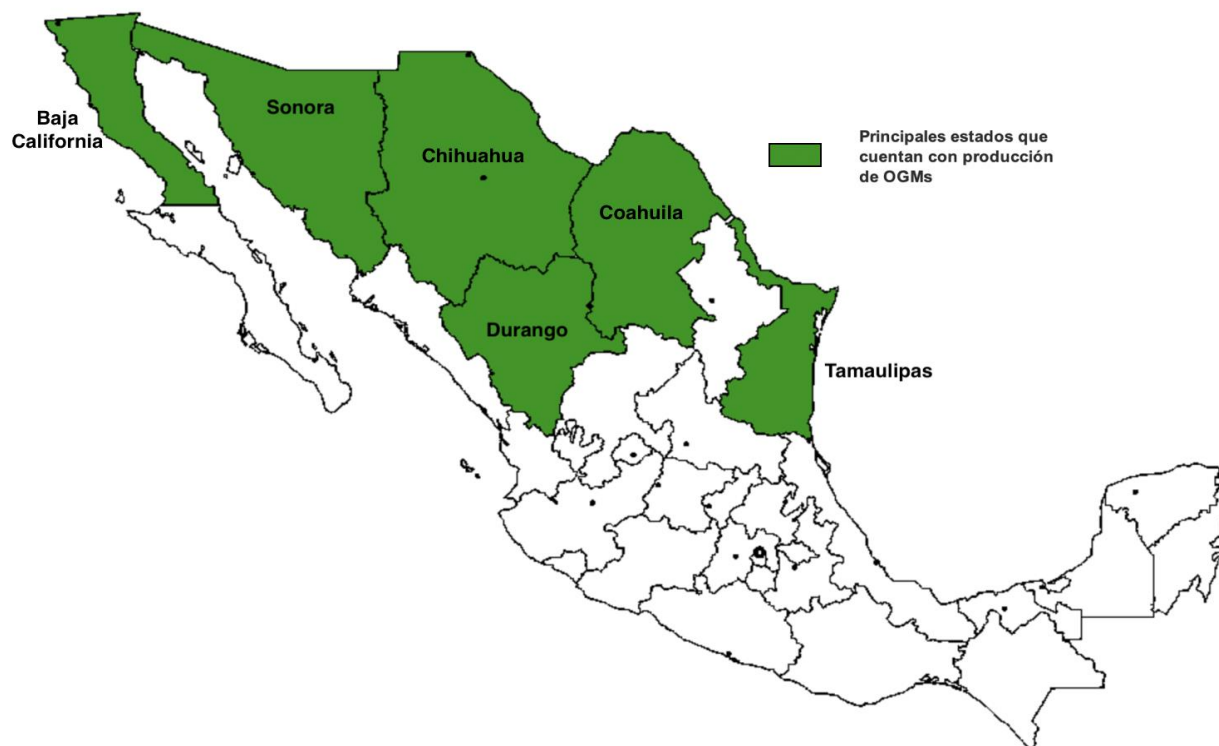 Baja
California
Sonora
Chihuahua
Coahuila
Durango
Tamaulipas
Principales estados que
cuentan con producción
de OGMs